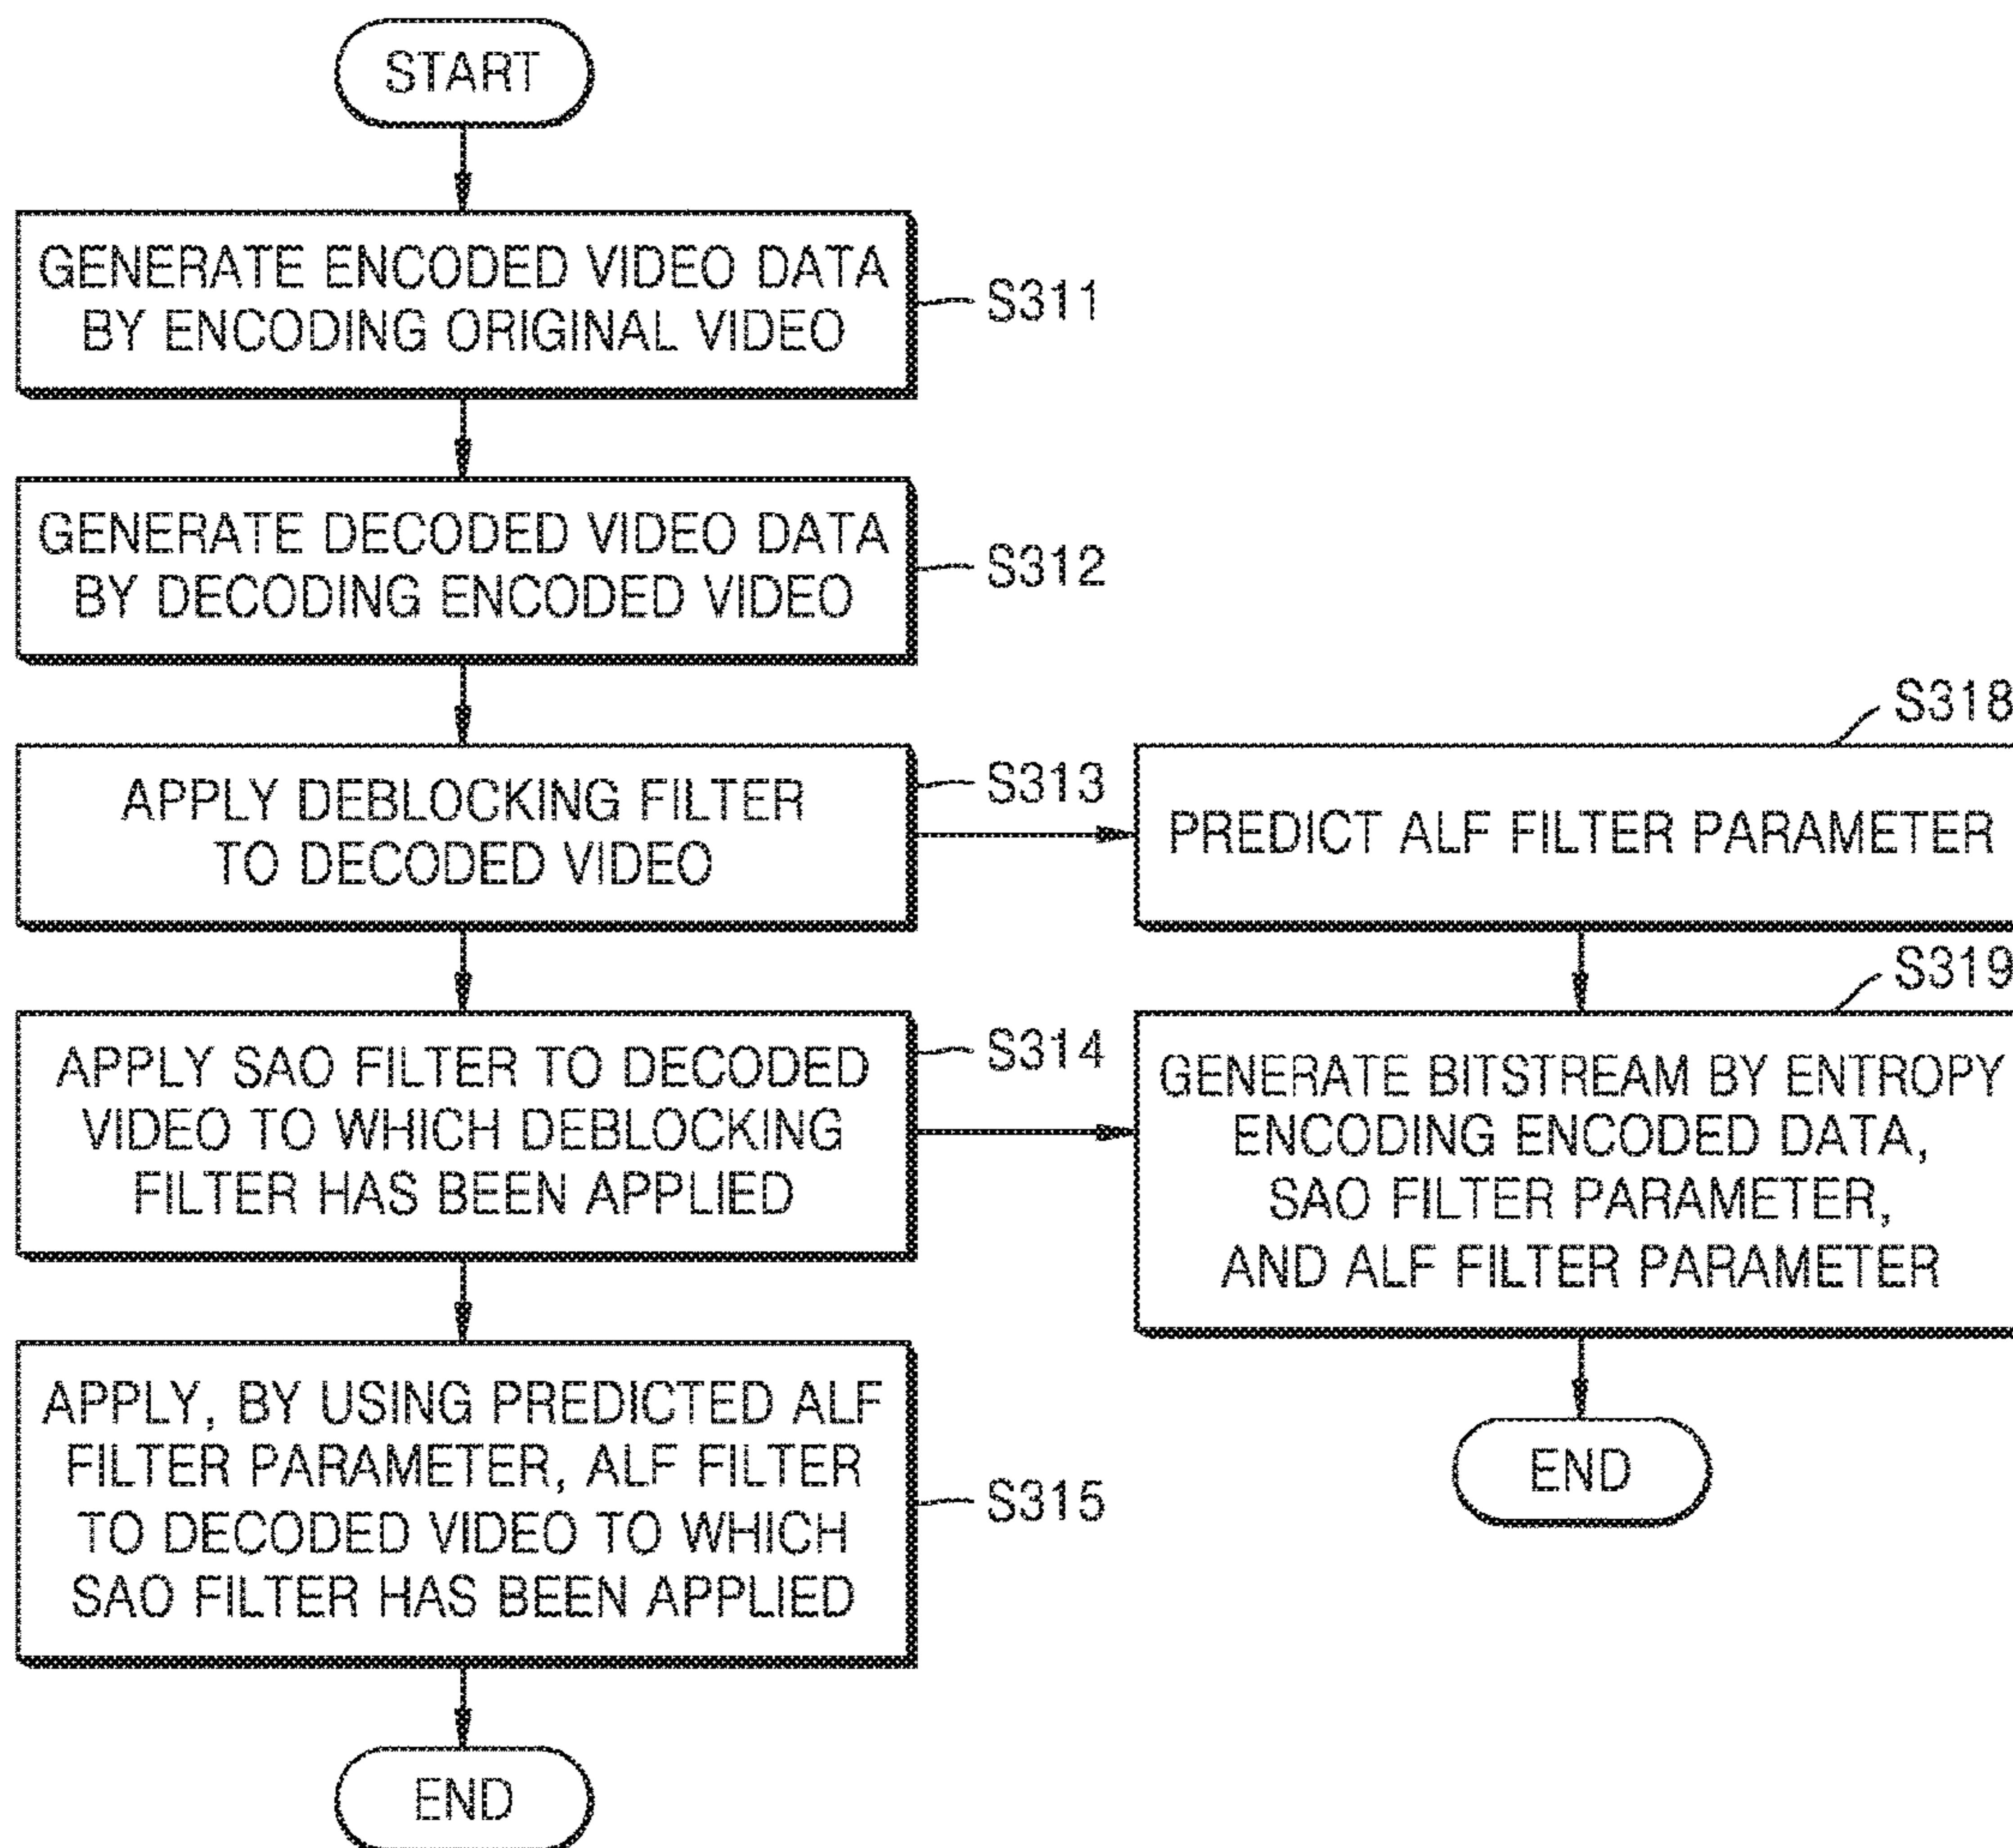 START
GENERATE ENCODED VIDEO DATA
BY ENCODING ORIGINAL VIDEO
S311
GENERATE DECODED VIDEO DATA
BY DECODING ENCODED VIDEO
S312
APPLY DEBLOCKING FILTER
TO DECODED VIDEO
S313
S318
PREDICT ALF FILTER PARAMETER
APPLY SAO FILTER TO DECODED
VIDEO TO WHICH DEBLOCKING
FILTER HAS BEEN APPLIED
S314
S319
GENERATE BITSTREAM BY ENTROPY
ENCODING ENCODED DATA,
SAO FILTER PARAMETER,
AND ALF FILTER PARAMETER
APPLY, BY USING PREDICTED ALF
FILTER PARAMETER, ALF FILTER
TO DECODED VIDEO TO WHICH
SAO FILTER HAS BEEN APPLIED
S315
END
END